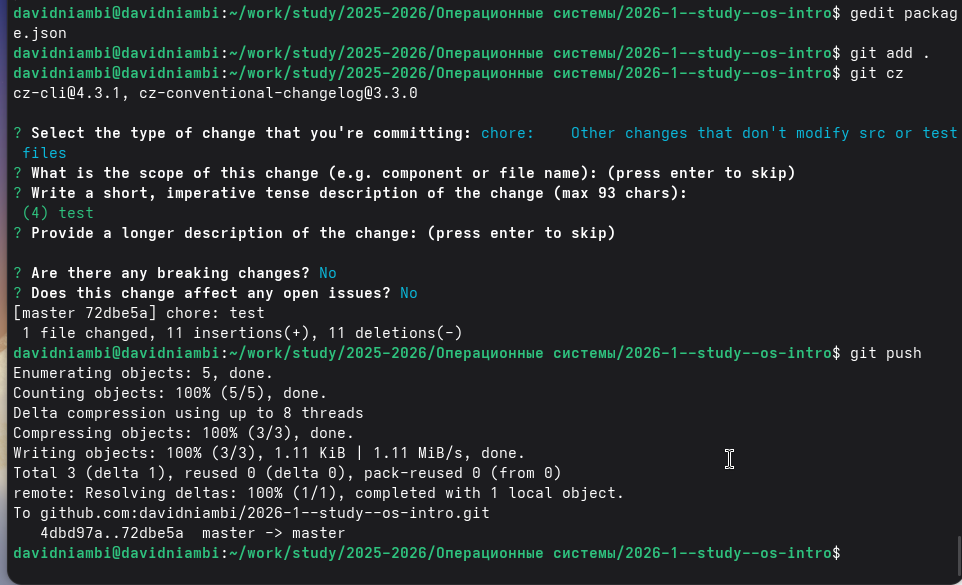 davidniambi@davidniambi:~/work/study/2025-2026/Операционные системы/2026-1--study--os-intro$ gedit packag
e.json
davidniambi@davidniambi:~/work/study/2025-2026/Операционные системы/2026-1--study--os-intro$ git add .
davidniambi@davidniambi:~/work/study/2025-2026/Операционные системы/2026-1--study--os-intro$ git cz
cz-cli@4.3.1, cz-conventional-changelog@3.3.0

? Select the type of change that you're committing: chore:    Other changes that don't modify src or test
 files
? What is the scope of this change (e.g. component or file name): (press enter to skip)
? Write a short, imperative tense description of the change (max 93 chars):
 (4) test
? Provide a longer description of the change: (press enter to skip)

? Are there any breaking changes? No
? Does this change affect any open issues? No
[master 72dbe5a] chore: test
 1 file changed, 11 insertions(+), 11 deletions(-)
davidniambi@davidniambi:~/work/study/2025-2026/Операционные системы/2026-1--study--os-intro$ git push
Enumerating objects: 5, done.
Counting objects: 100% (5/5), done.
Delta compression using up to 8 threads
Compressing objects: 100% (3/3), done.
Writing objects: 100% (3/3), 1.11 KiB | 1.11 MiB/s, done.
Total 3 (delta 1), reused 0 (delta 0), pack-reused 0 (from 0)
remote: Resolving deltas: 100% (1/1), completed with 1 local object.
To github.com:davidniambi/2026-1--study--os-intro.git
   4dbd97a..72dbe5a  master -> master
davidniambi@davidniambi:~/work/study/2025-2026/Операционные системы/2026-1--study--os-intro$